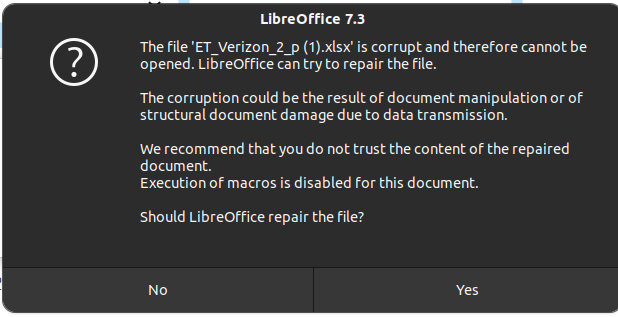 LibreOffice 7.3
The file 'ET_Verizon_2_p (1).xlsx' is corrupt and therefore cannot be
opened. LibreOffice can try to repair the file.
The corruption could be the result of document manipulation or of
structural document damage due to data transmission.
We recommend that you do not trust the content of the repaired
document.
Execution of macros is disabled for this document.
Should LibreOffice repair the file?
No
Yes